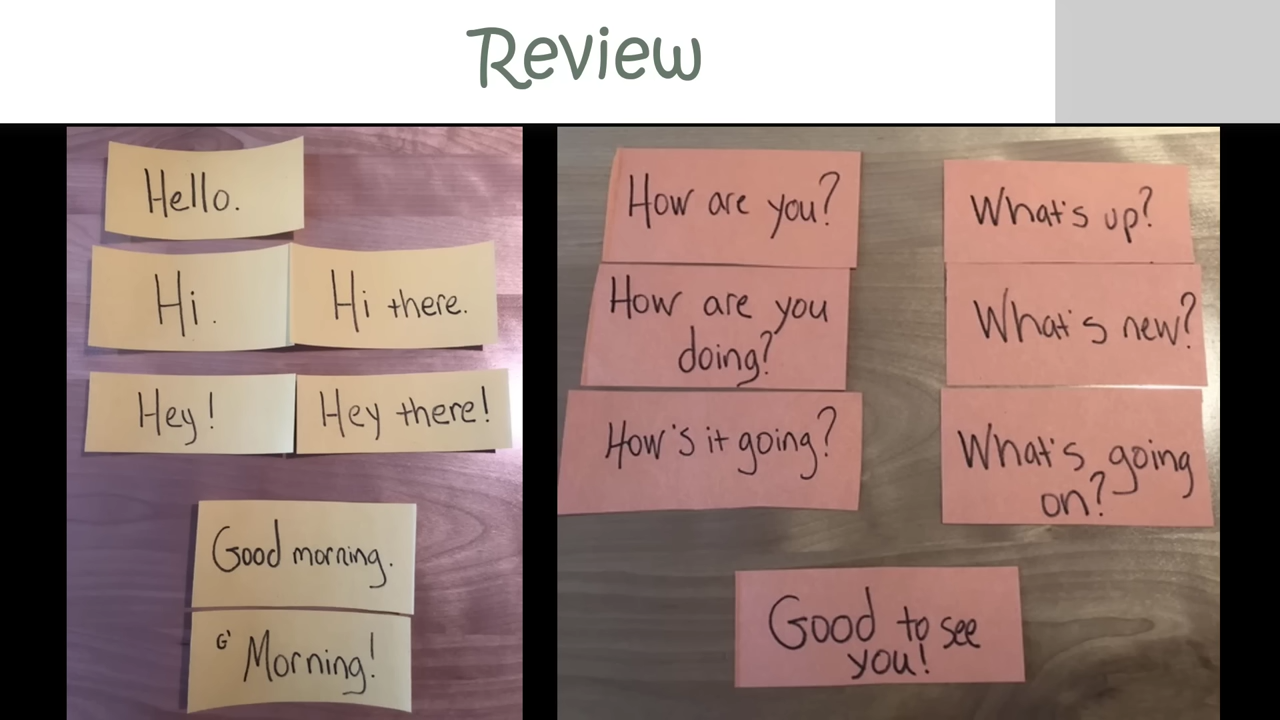 Review
Hello.
Hi.
Hi there.
Hey!
Hey there!
Good morning.
G' Morning!
How are you?
How are you
doing?
How's it going?
What's up?
What's new?
What's going
on?
Good to see
you!